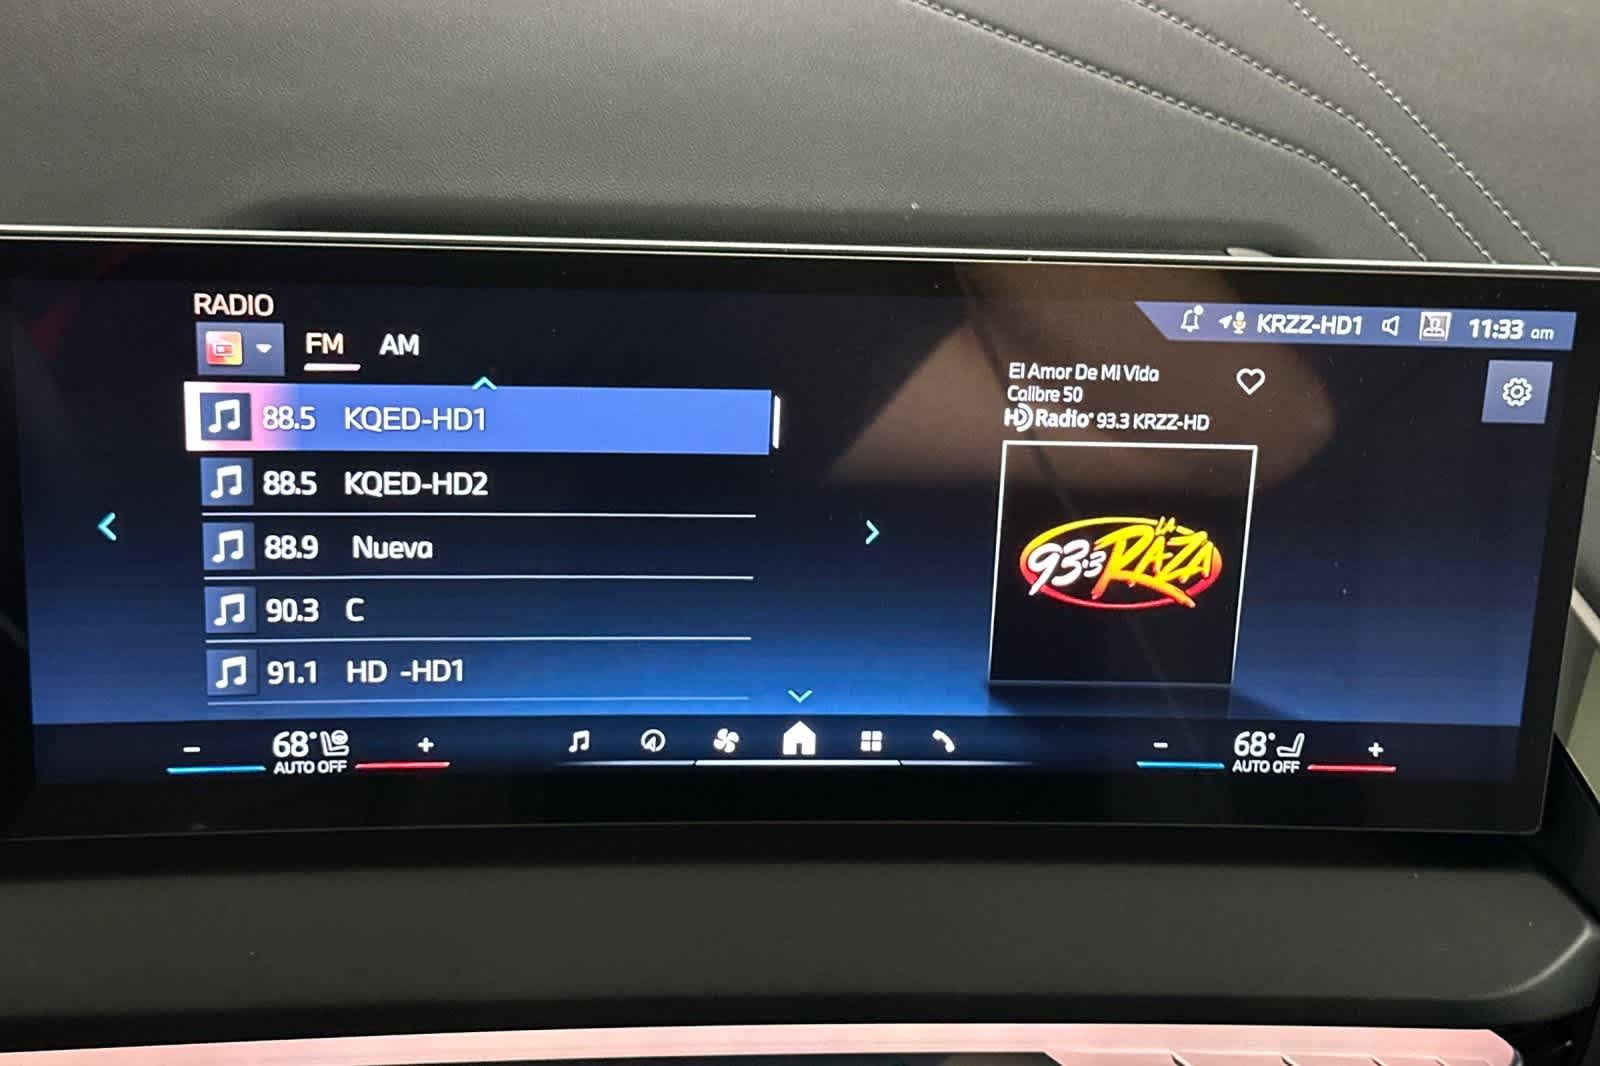 RADIO
FM AM
88.5 KQED-HD1
88.5 KQED-HD2
88.9 Nueva
90.3 C
91.1 HD -HD1
KRZZ-HD1 11:33 am
El Amor De Mi Vida
Calibre 50
HD Radio 93.3 KRZZ-HD
LA
93.3 RAZA
− 68° +
AUTO OFF
− 68° +
AUTO OFF